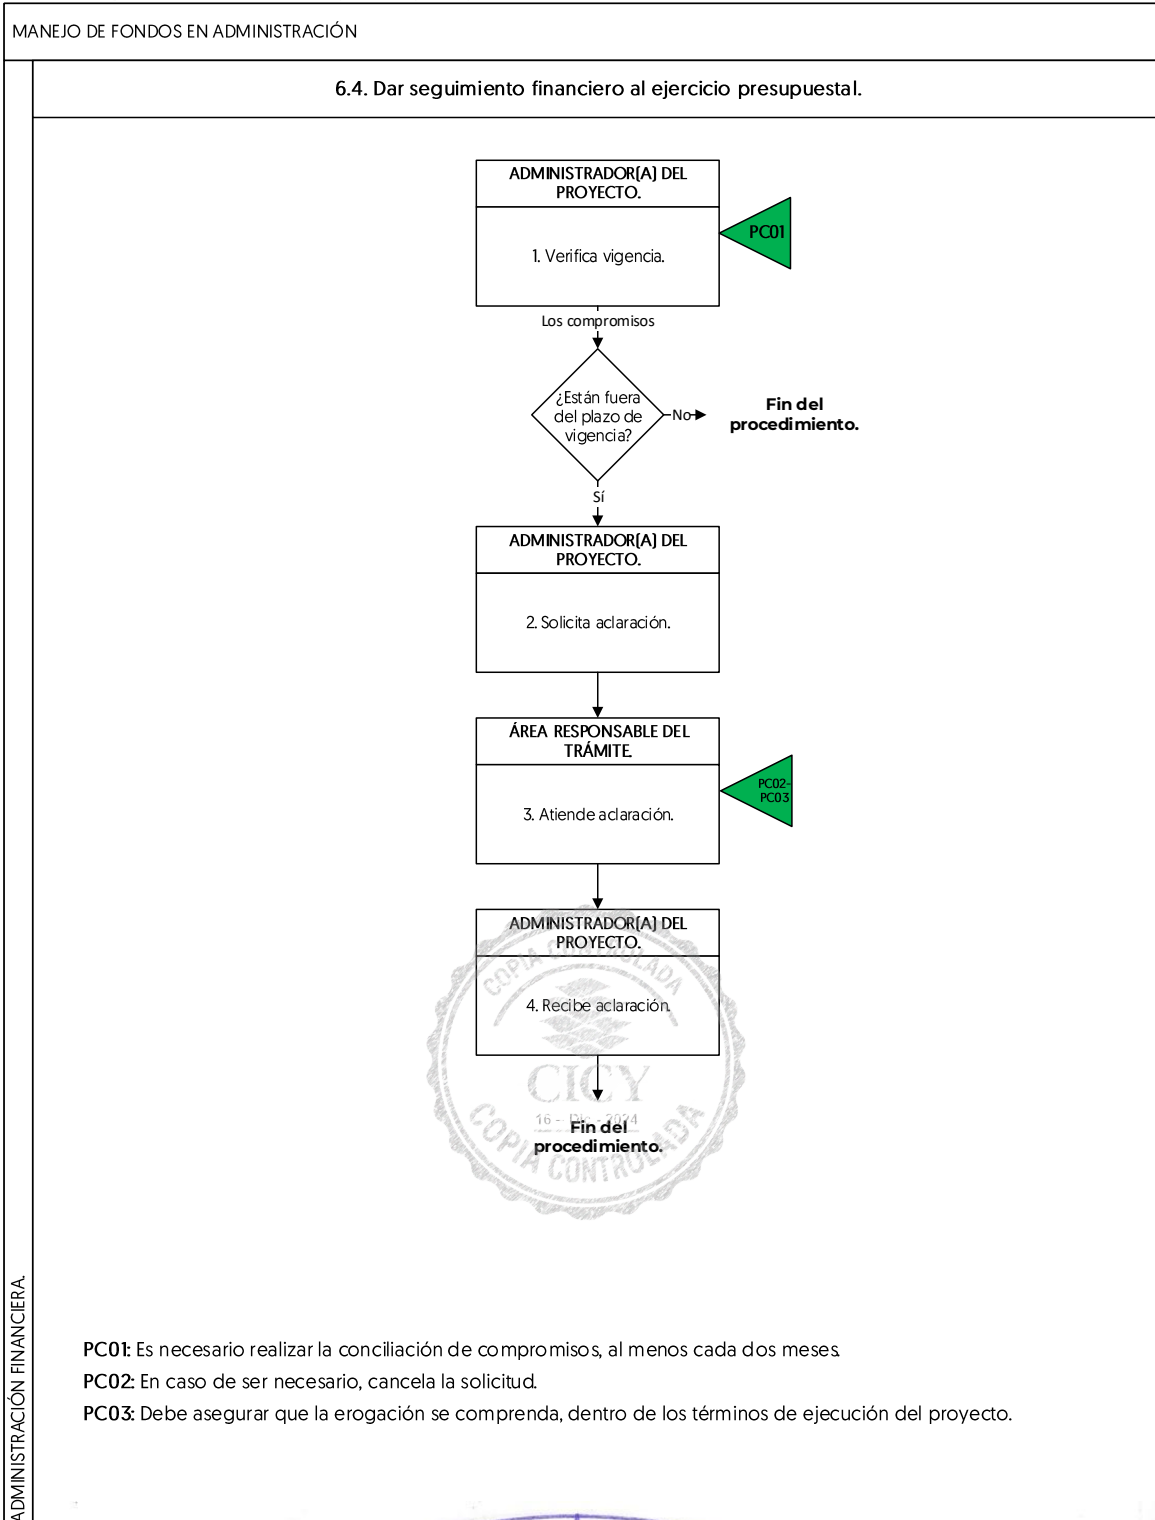 MANEJO DE FONDOS EN ADMINISTRACIÓN
6.4. Dar seguimiento financiero al ejercicio presupuestal.
ADMINISTRADOR(A) DEL
PROYECTO.
PC01
1. Verifica vigencia.
Los compromisos
¿Están fuera
del plazo de
vigencia?
No
Fin del
procedimiento.
Sí
ADMINISTRADOR(A) DEL
PROYECTO.
2. Solicita aclaración.
ÁREA RESPONSABLE DEL
TRÁMITE.
PC02-
PC03
3. Atiende aclaración.
ADMINISTRADOR(A) DEL
PROYECTO.
COPIA CONTROLADA
4. Recibe aclaración.
CICY
16 - Dic - 2024
Fin del
procedimiento.
COPIA CONTROLADA
ADMINISTRACIÓN FINANCIERA.
PC01: Es necesario realizar la conciliación de compromisos, al menos cada dos meses.
PC02: En caso de ser necesario, cancela la solicitud.
PC03: Debe asegurar que la erogación se comprenda, dentro de los términos de ejecución del proyecto.